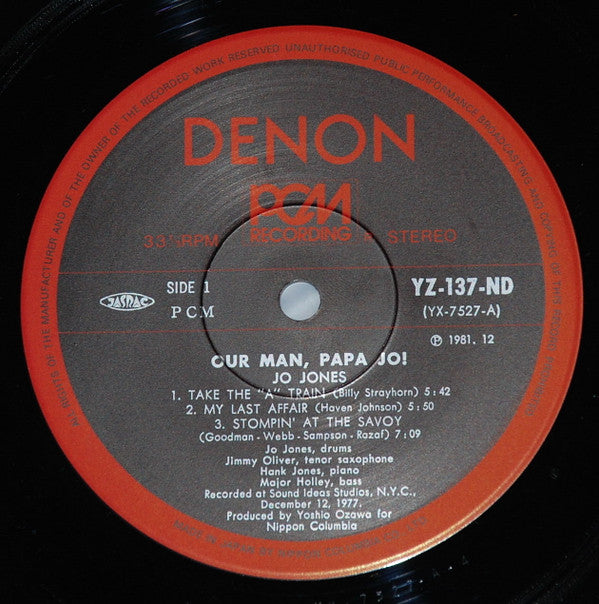 ALL RIGHTS OF THE MANUFACTURER AND OF THE OWNER OF THE RECORDED WORK RESERVED UNAUTHORISED PUBLIC PERFORMANCE, BROADCASTING AND COPYING OF THIS RECORD
DENON
PCM
RECORDING
33⅓RPM STEREO
JASRAC
SIDE 1
PCM
YZ-137-ND
(YX-7527-A)
Ⓟ 1981. 12
OUR MAN, PAPA JO!
JO JONES
1. TAKE THE "A" TRAIN (Billy Strayhorn) 5:42
2. MY LAST AFFAIR (Haven Johnson) 5:50
3. STOMPIN' AT THE SAVOY
(Goodman - Webb - Sampson - Razaf) 7:09
Jo Jones, drums
Jimmy Oliver, tenor saxophone
Hank Jones, piano
Major Holley, bass
Recorded at Sound Ideas Studios, N.Y.C.,
December 12, 1977.
Produced by Yoshio Ozawa for
Nippon Columbia